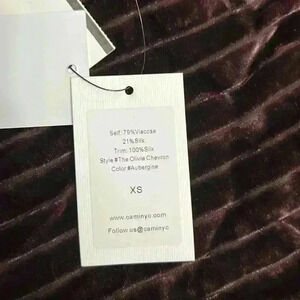 Self: 79%Viscose
21%Silk
Trim:100%Silk
Style#The Olivia Chevron
Color #Aubergine
XS
www.caminyc.com
Follow us@caminyc